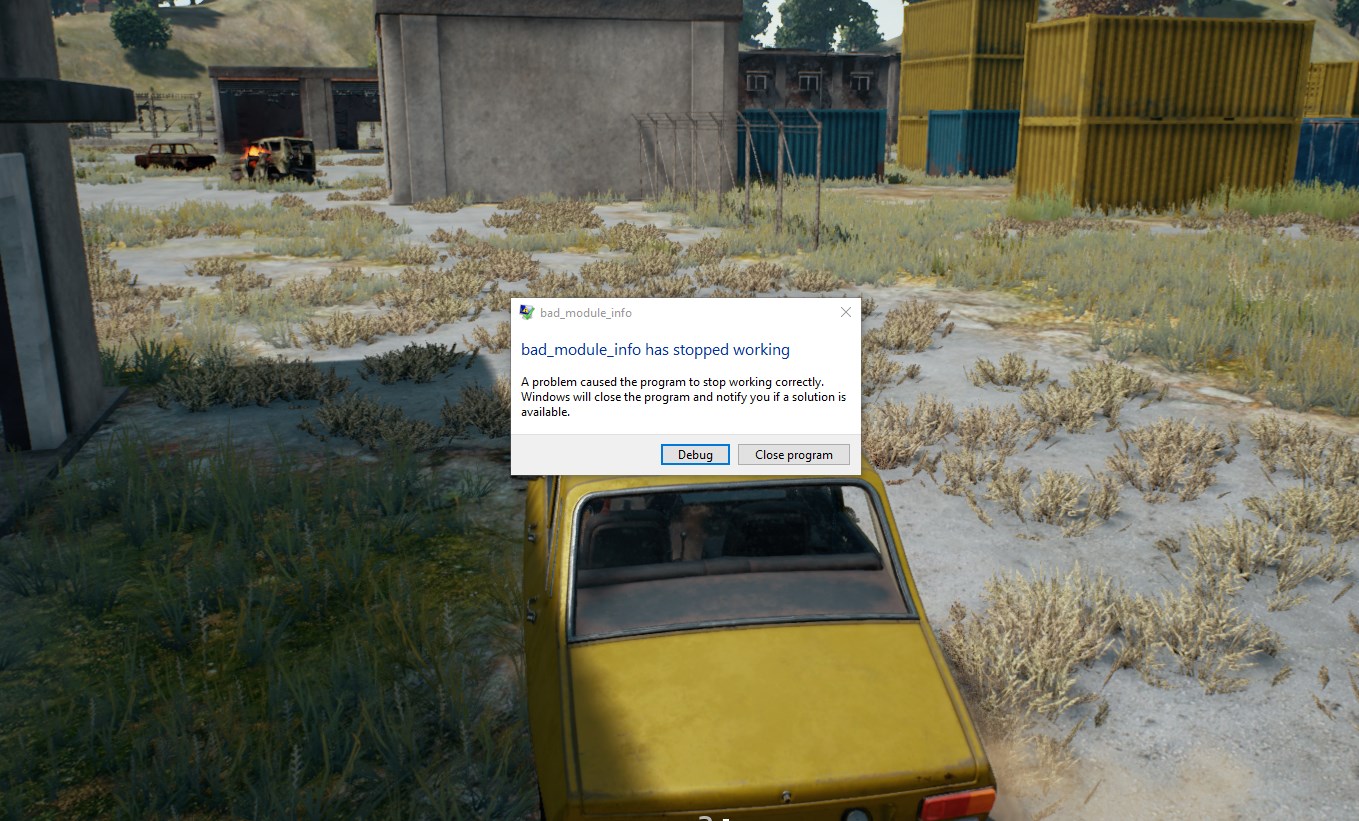 bad_module_info
bad_module_info has stopped working
A problem caused the program to stop working correctly.
Windows will close the program and notify you if a solution is
available.
Debug
Close program